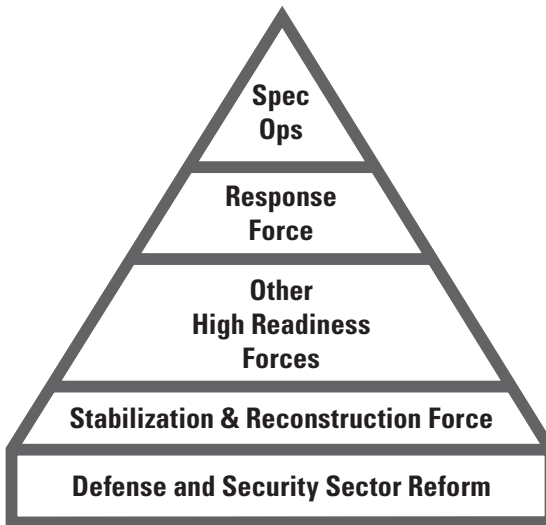 Spec
Ops
Response
Force
Other
High Readiness
Forces
Stabilization & Reconstruction Force
Defense and Security Sector Reform